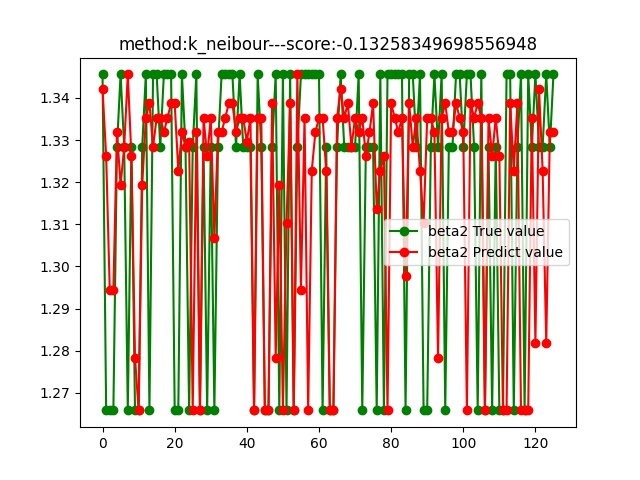 method:k_neibour---score:-0.13258349698556948
1.34
1.33
1.32
1.31
1.30
1.29
1.28
1.27
beta2 True value
beta2 Predict value
0 20 40 60 80 100 120